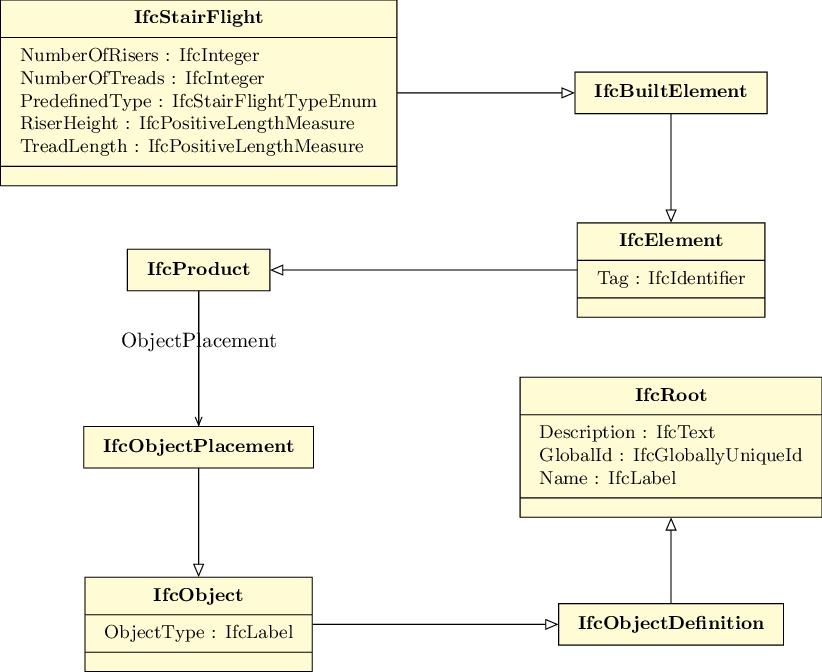 IfcStairFlight
NumberOfRisers : IfcInteger
NumberOfTreads : IfcInteger
PredefinedType : IfcStairFlightTypeEnum
RiserHeight : IfcPositiveLengthMeasure
TreadLength : IfcPositiveLengthMeasure
IfcBuiltElement
IfcElement
Tag : IfcIdentifier
IfcProduct
ObjectPlacement
IfcRoot
Description : IfcText
GlobalId : IfcGloballyUniqueId
Name : IfcLabel
IfcObjectPlacement
IfcObject
ObjectType : IfcLabel
IfcObjectDefinition